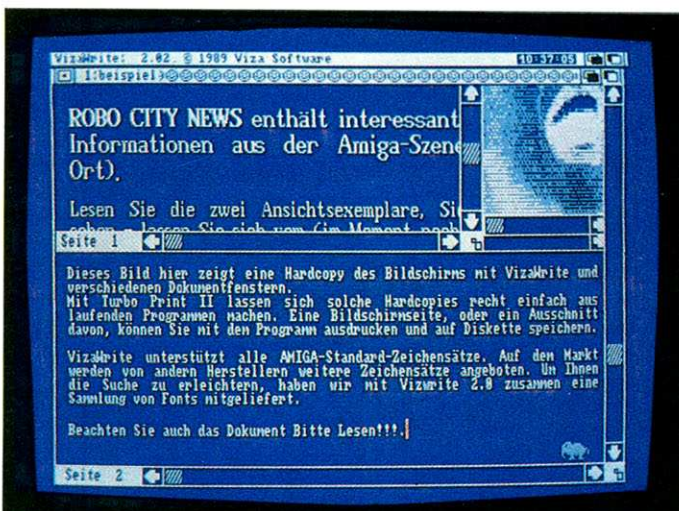 VizaWrite: 2.02 © 1989 Viza Software 10:37:05
1:beispiel
ROBO CITY NEWS enthält interessant
Informationen aus der Amiga-Szene
Ort).
Lesen Sie die zwei Ansichtsexemplare, Sie
Seite 1
Dieses Bild hier zeigt eine Hardcopy des Bildschirms mit VizaWrite und
verschiedenen Dokumentfenstern.
Mit Turbo Print II lassen sich solche Hardcopies recht einfach aus
laufenden Programmen machen. Eine Bildschirmseite, oder ein Ausschnitt
davon, können Sie mit dem Programm ausdrucken und auf Diskette speichern.
VizaWrite unterstützt alle AMIGA-Standard-Zeichensätze. Auf dem Markt
werden von andern Herstellern weitere Zeichensätze angeboten. Um Ihnen
die Suche zu erleichtern, haben wir mit Vizwrite 2.0 zusammen eine
Sammlung von Fonts mitgeliefert.
Beachten Sie auch das Dokument Bitte Lesen!!!.
Seite 2